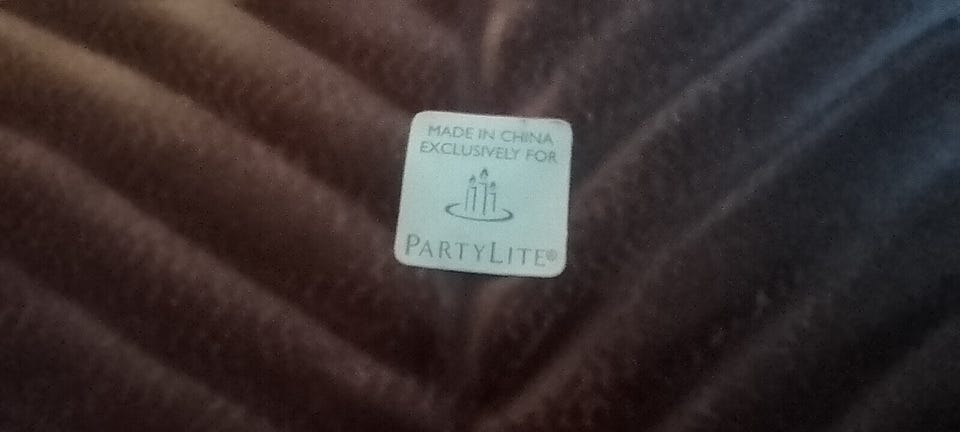 MADE IN CHINA
EXCLUSIVELY FOR
PARTYLITE®